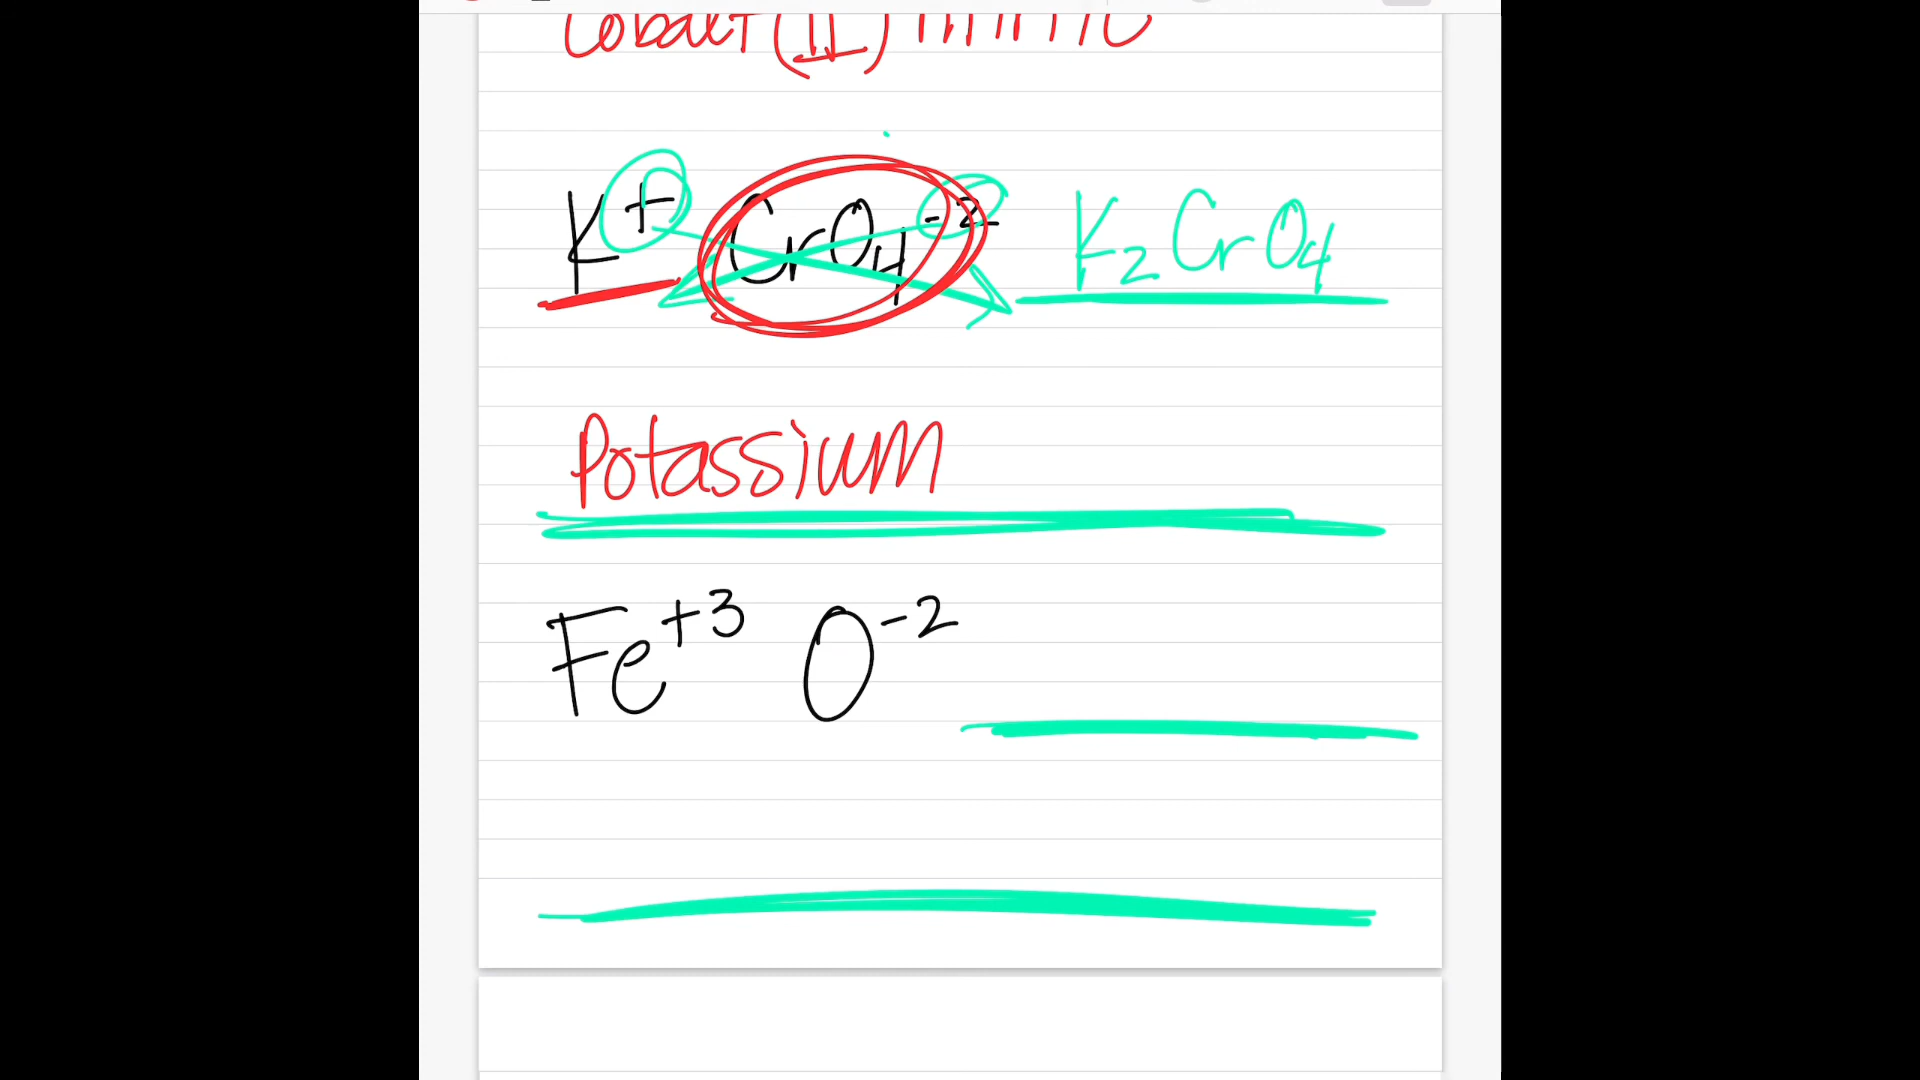 Cobalt (II)
K+ CrO4-2 K2CrO4
Potassium
Fe+3 O-2